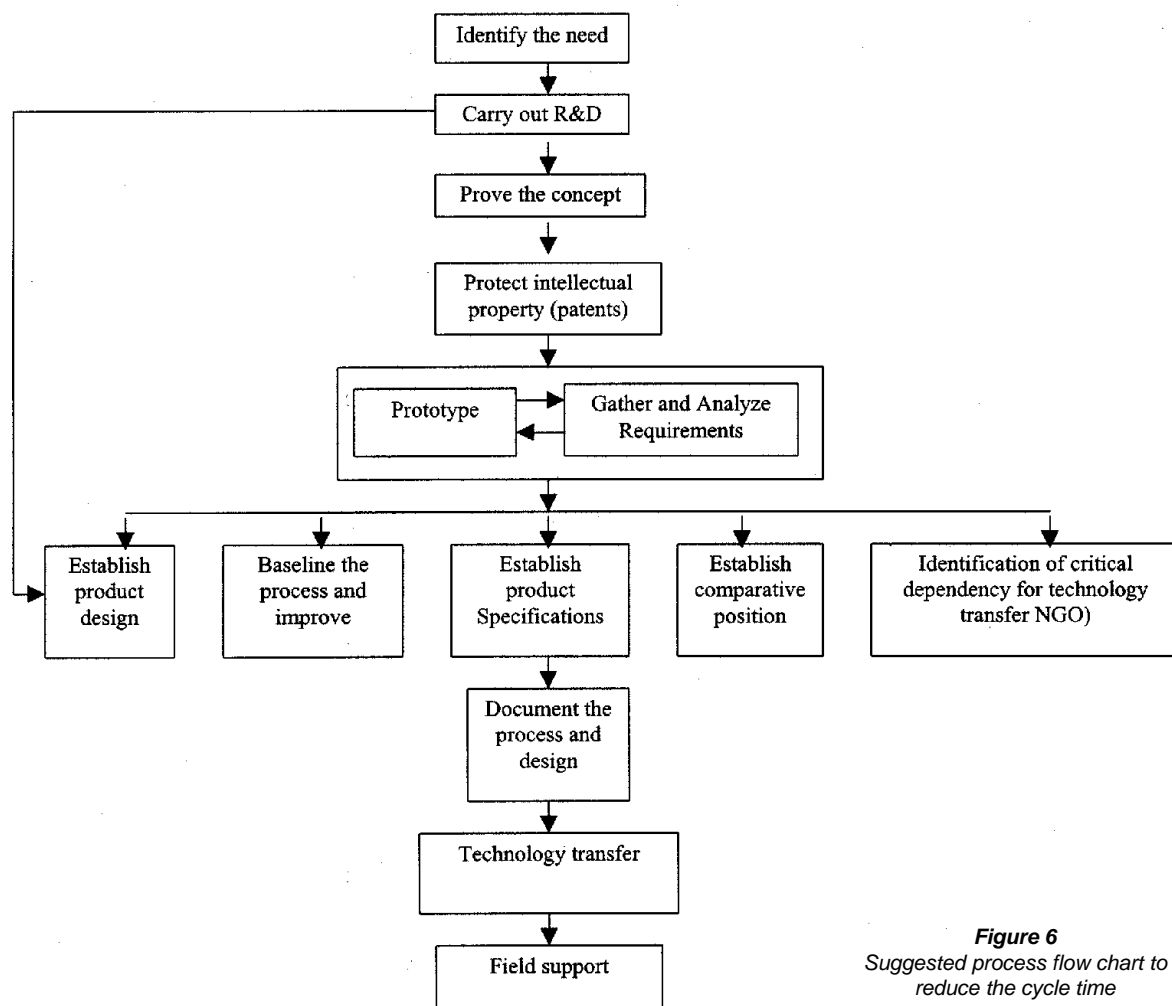 Identify the need
Carry out R&D
Prove the concept
Protect intellectual
property (patents)
Prototype
Gather and Analyze
Requirements
Establish
product
design
Baseline the
process and
improve
Establish
product
Specifications
Establish
comparative
position
Identification of critical
dependency for technology
transfer NGO)
Document the
process and
design
Technology transfer
Field support
Figure 6
Suggested process flow chart to
reduce the cycle time